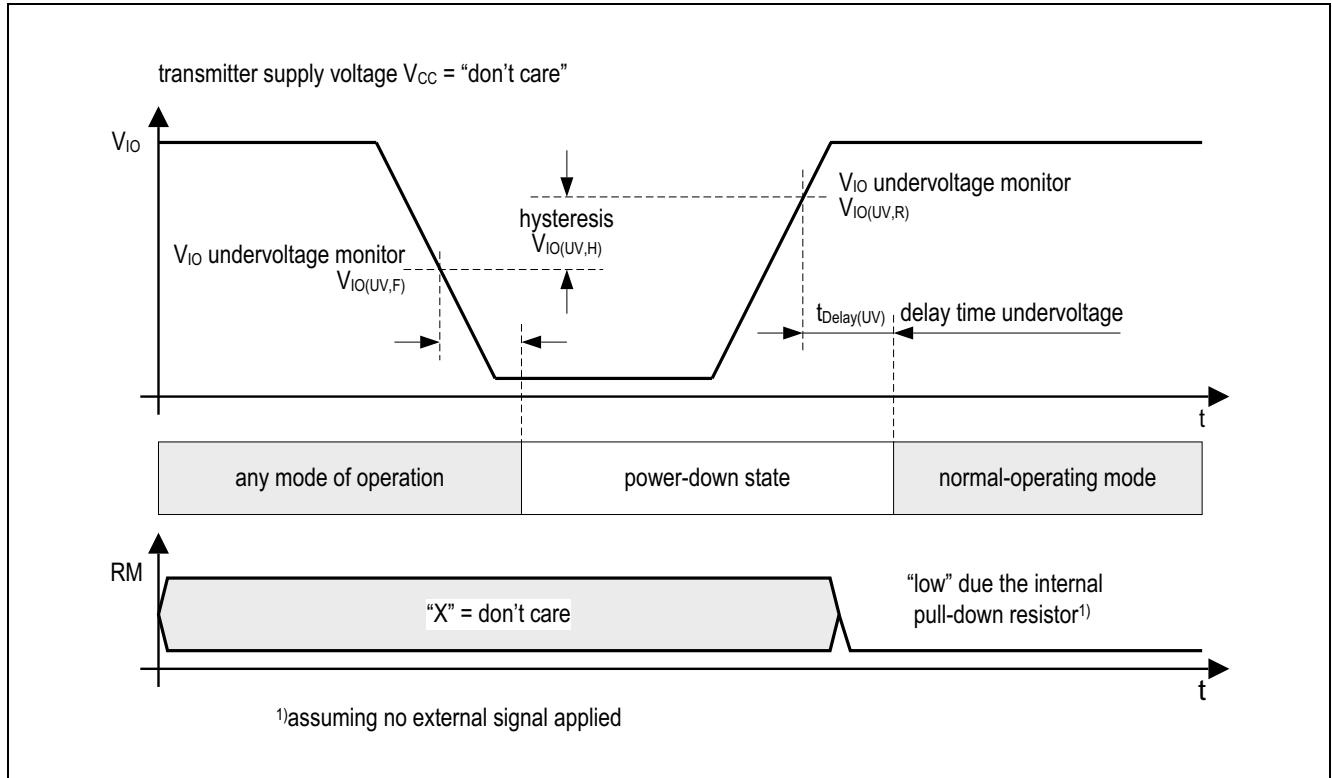 transmitter supply voltage VCC = “don’t care”
VIO
VIO undervoltage monitor
VIO(UV,F)
hysteresis
VIO(UV,H)
VIO undervoltage monitor
VIO(UV,R)
tDelay(UV) delay time undervoltage
t
any mode of operation
power-down state
normal-operating mode
RM
“X” = don’t care
“low” due the internal
pull-down resistor1)
t
1)assuming no external signal applied